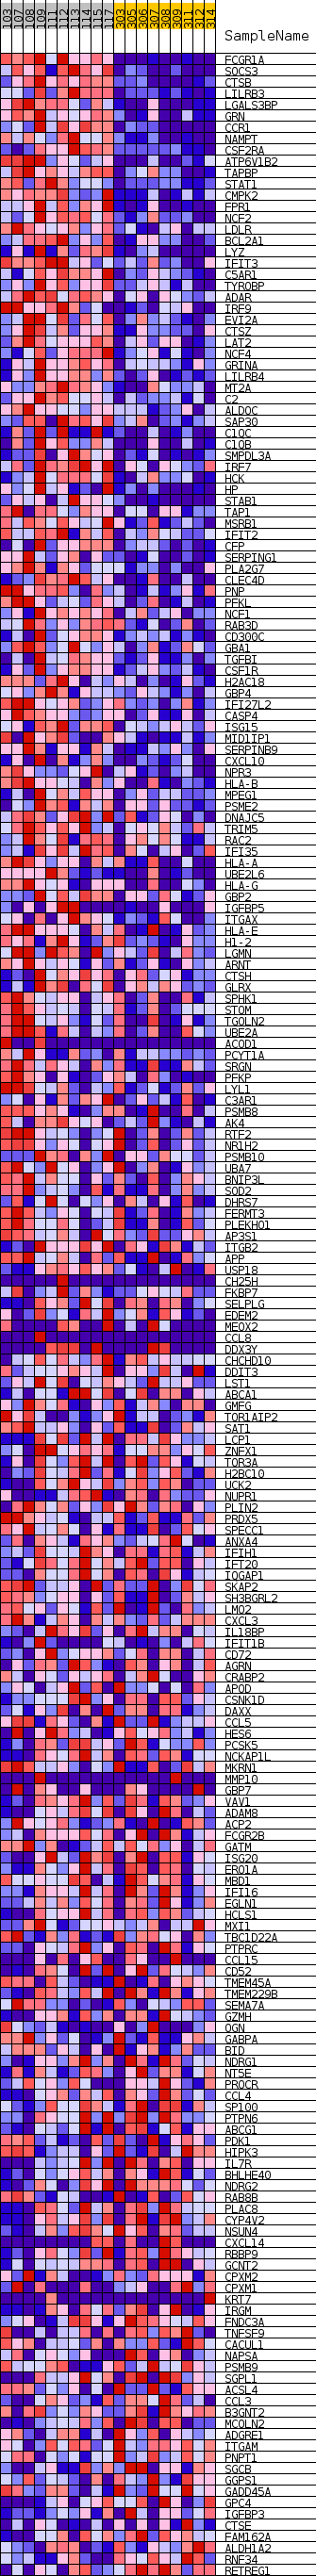 103 107 108 109 111 112 113 114 115 117 303 305 306 307 308 309 311 312 314
SampleName
FCGR1A
SOCS3
CTSB
LILRB3
LGALS3BP
GRN
CCR1
NAMPT
CSF2RA
ATP6V1B2
TAPBP
STAT1
CMPK2
FPR1
NCF2
LDLR
BCL2A1
LYZ
IFIT3
C5AR1
TYROBP
ADAR
IRF9
EVI2A
CTSZ
LAT2
NCF4
GRINA
LILRB4
MT2A
C2
ALDOC
SAP30
C1QC
C1QB
SMPDL3A
IRF7
HCK
HP
STAB1
TAP1
MSRB1
IFIT2
CFP
SERPING1
PLA2G7
CLEC4D
PNP
PFKL
NCF1
RAB3D
CD300C
GBA1
TGFBI
CSF1R
H2AC18
GBP4
IFI27L2
CASP4
ISG15
MID1IP1
SERPINB9
CXCL10
NPR3
HLA-B
MPEG1
PSME2
DNAJC5
TRIM5
RAC2
IFI35
HLA-A
UBE2L6
HLA-G
GBP2
IGFBP5
ITGAX
HLA-E
H1-2
LGMN
ARNT
CTSH
GLRX
SPHK1
STOM
TGOLN2
UBE2A
ACOD1
PCYT1A
SRGN
PFKP
LYL1
C3AR1
PSMB8
AK4
RTF2
NR1H2
PSMB10
UBA7
BNIP3L
SOD2
DHRS7
FERMT3
PLEKHO1
AP3S1
ITGB2
APP
USP18
CH25H
FKBP7
SELPLG
EDEM2
MEOX2
CCL8
DDX3Y
CHCHD10
DDIT3
LST1
ABCA1
GMFG
TOR1AIP2
SAT1
LCP1
ZNFX1
TOR3A
H2BC10
UCK2
NUPR1
PLIN2
PRDX5
SPECC1
ANXA4
IFIH1
IFT20
IQGAP1
SKAP2
SH3BGRL2
LMO2
CXCL3
IL18BP
IFIT1B
CD72
AGRN
CRABP2
APOD
CSNK1D
DAXX
CCL5
HES6
PCSK5
NCKAP1L
MKRN1
MMP10
GBP7
VAV1
ADAM8
ACP2
FCGR2B
GATM
ISG20
ERO1A
MBD1
IFI16
EGLN1
HCLS1
MXI1
TBC1D22A
PTPRC
CCL15
CD52
TMEM45A
TMEM229B
SEMA7A
GZMH
OGN
GABPA
BID
NDRG1
NT5E
PROCR
CCL4
SP100
PTPN6
ABCG1
PDK1
HIPK3
IL7R
BHLHE40
NDRG2
RAB8B
PLAC8
CYP4V2
NSUN4
CXCL14
RBBP9
GCNT2
CPXM2
CPXM1
KRT7
IRGM
FNDC3A
TNFSF9
CACUL1
NAPSA
PSMB9
SGPL1
ACSL4
CCL3
B3GNT2
MCOLN2
ADGRE1
ITGAM
PNPT1
SGCB
GGPS1
GADD45A
GPC4
IGFBP3
CTSE
FAM162A
ALDH1A2
RNF34
RETREG1